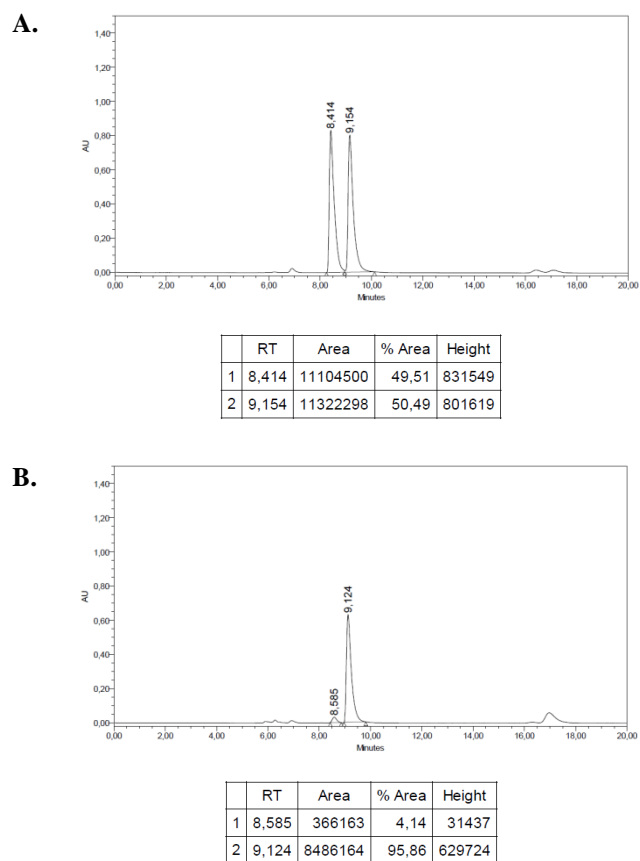 A.
1,40
1,20
1,00
0,80
0,60
0,40
0,20
0,00
AU
8,414
9,154
0,00 2,00 4,00 6,00 8,00 10,00 12,00 14,00 16,00 18,00 20,00
Minutes
RT Area % Area Height
1 8,414 11104500 49,51 831549
2 9,154 11322298 50,49 801619
B.
1,40
1,20
1,00
0,80
0,60
0,40
0,20
0,00
AU
8,585
9,124
0,00 2,00 4,00 6,00 8,00 10,00 12,00 14,00 16,00 18,00 20,00
Minutes
RT Area % Area Height
1 8,585 366163 4,14 31437
2 9,124 8486164 95,86 629724